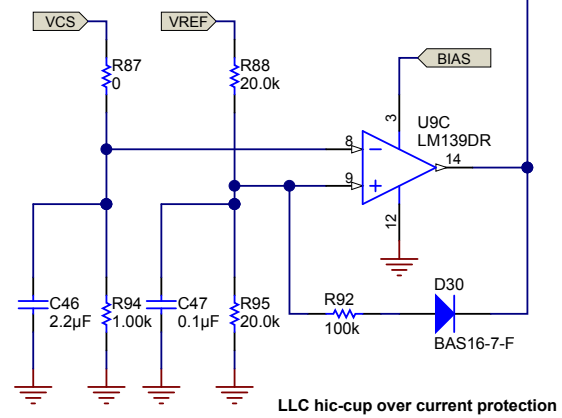 VCS
VREF
R87
0
R88
20.0k
BIAS
3
U9C
LM139DR
8
14
9
12
C46
2.2µF
R94
1.00k
C47
0.1µF
R95
20.0k
R92
100k
D30
BAS16-7-F
LLC hic-cup over current protection